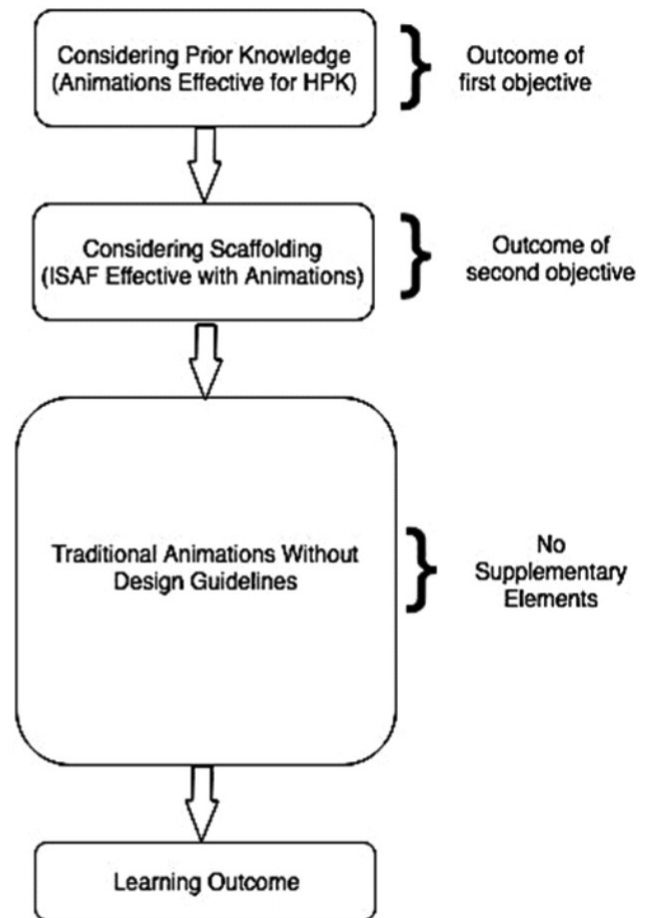 Considering Prior Knowledge
(Animations Effective for HPK)
Outcome of
first objective
Considering Scaffolding
(ISAF Effective with Animations)
Outcome of
second objective
Traditional Animations Without
Design Guidelines
No
Supplementary
Elements
Learning Outcome